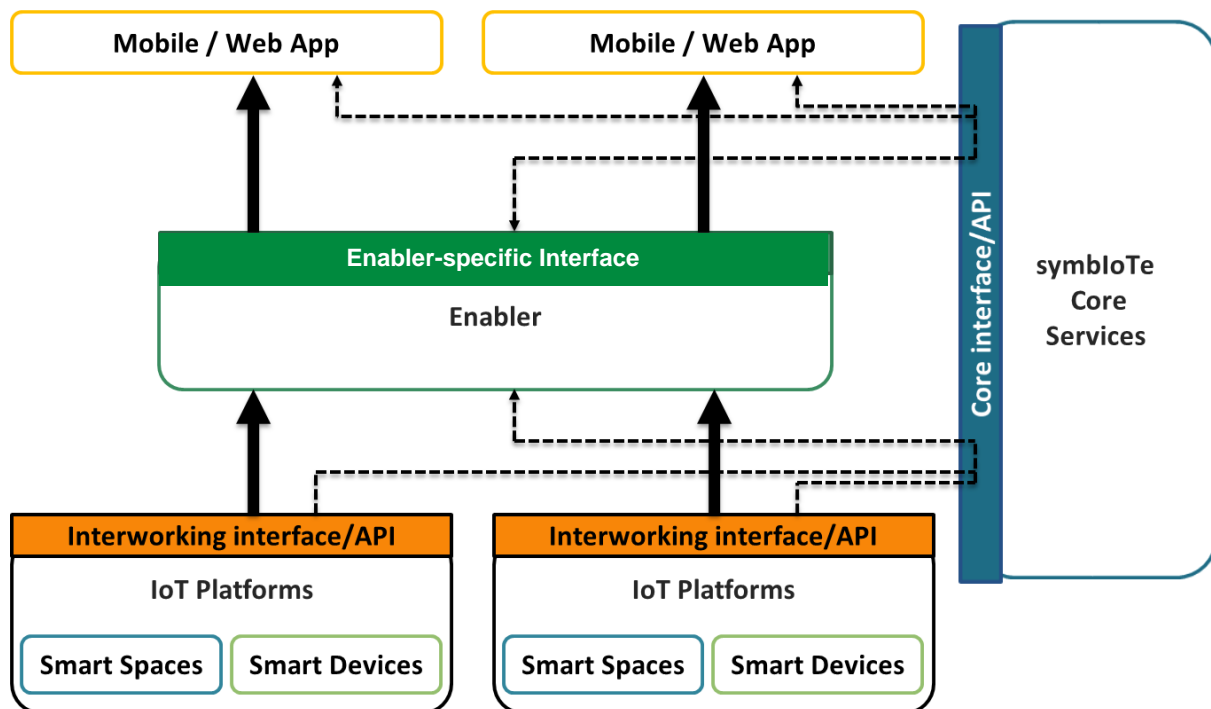 Mobile / Web App
Mobile / Web App
Enabler-specific Interface
Enabler
Core interface/API
symbIoTe
Core
Services
Interworking interface/API
IoT Platforms
Smart Spaces
Smart Devices
Interworking interface/API
IoT Platforms
Smart Spaces
Smart Devices